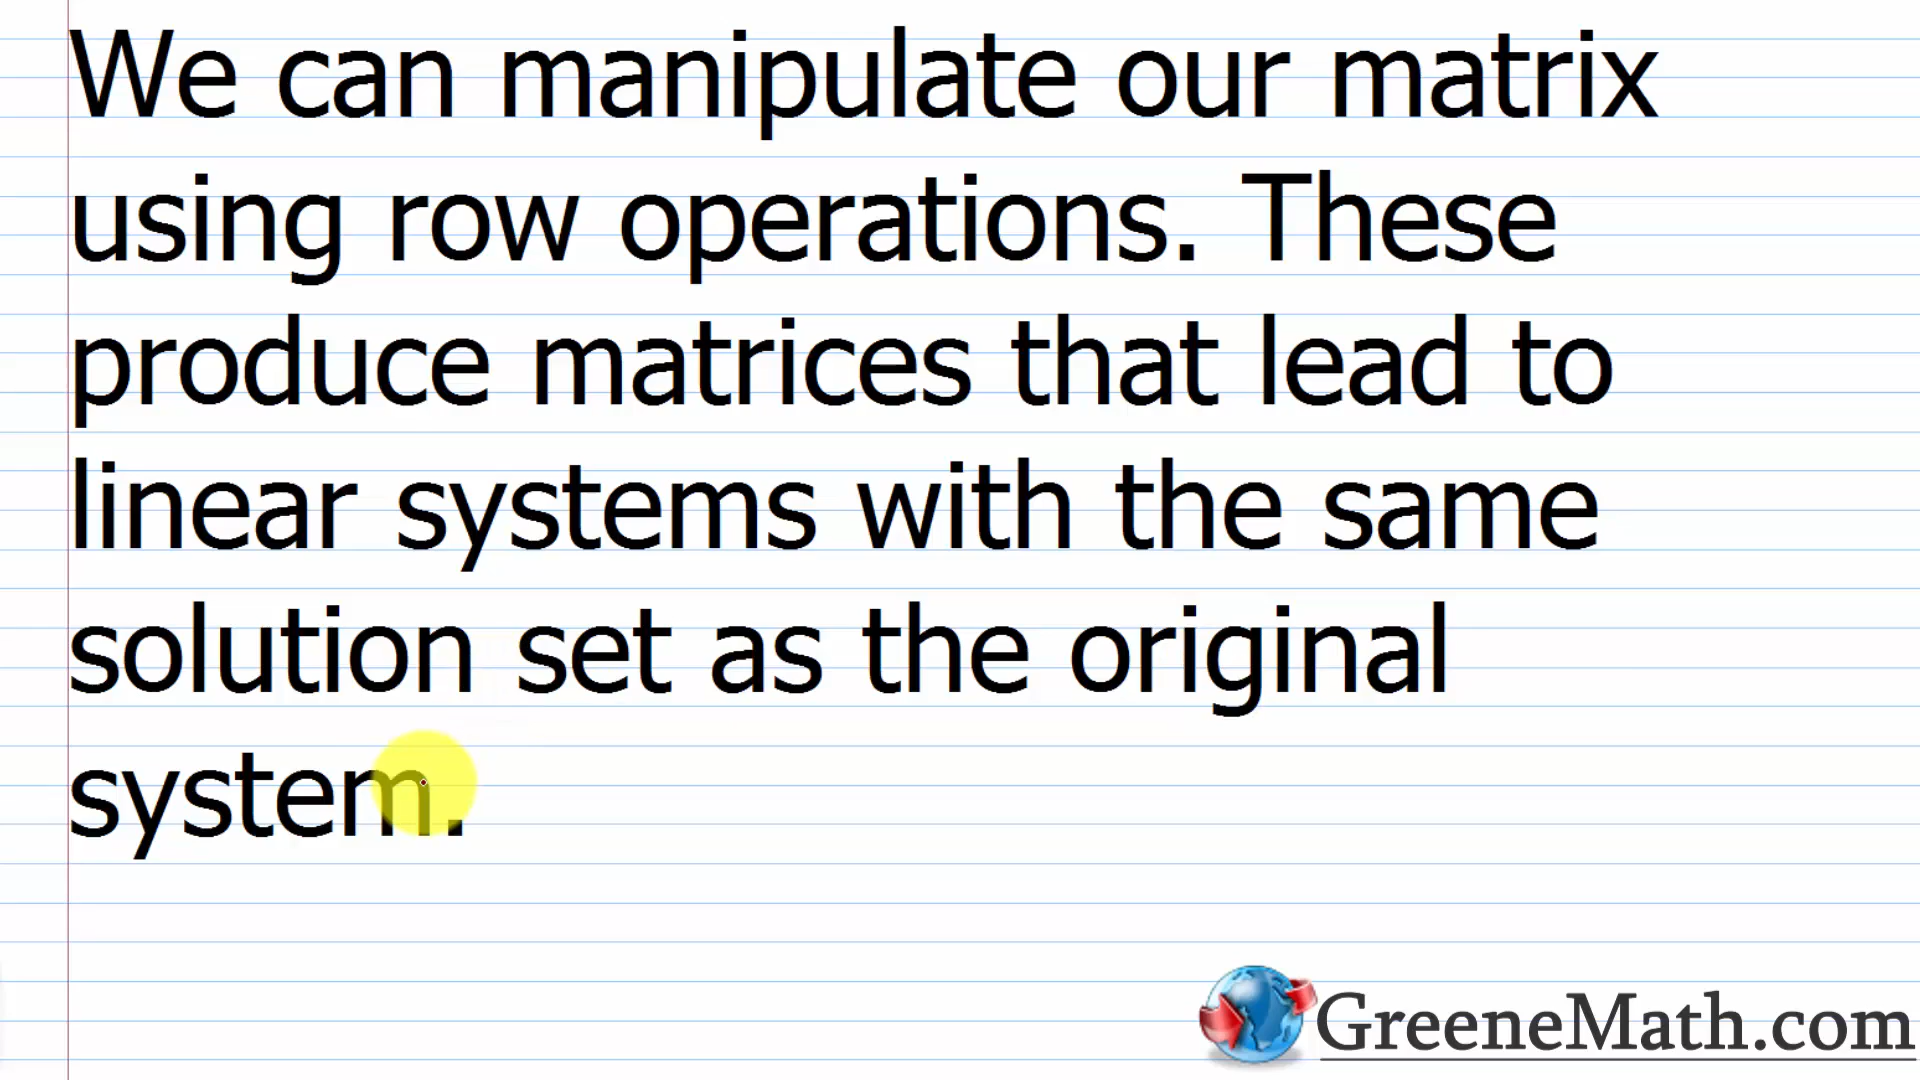 We can manipulate our matrix
using row operations. These
produce matrices that lead to
linear systems with the same
solution set as the original
system.
GreeneMath.com